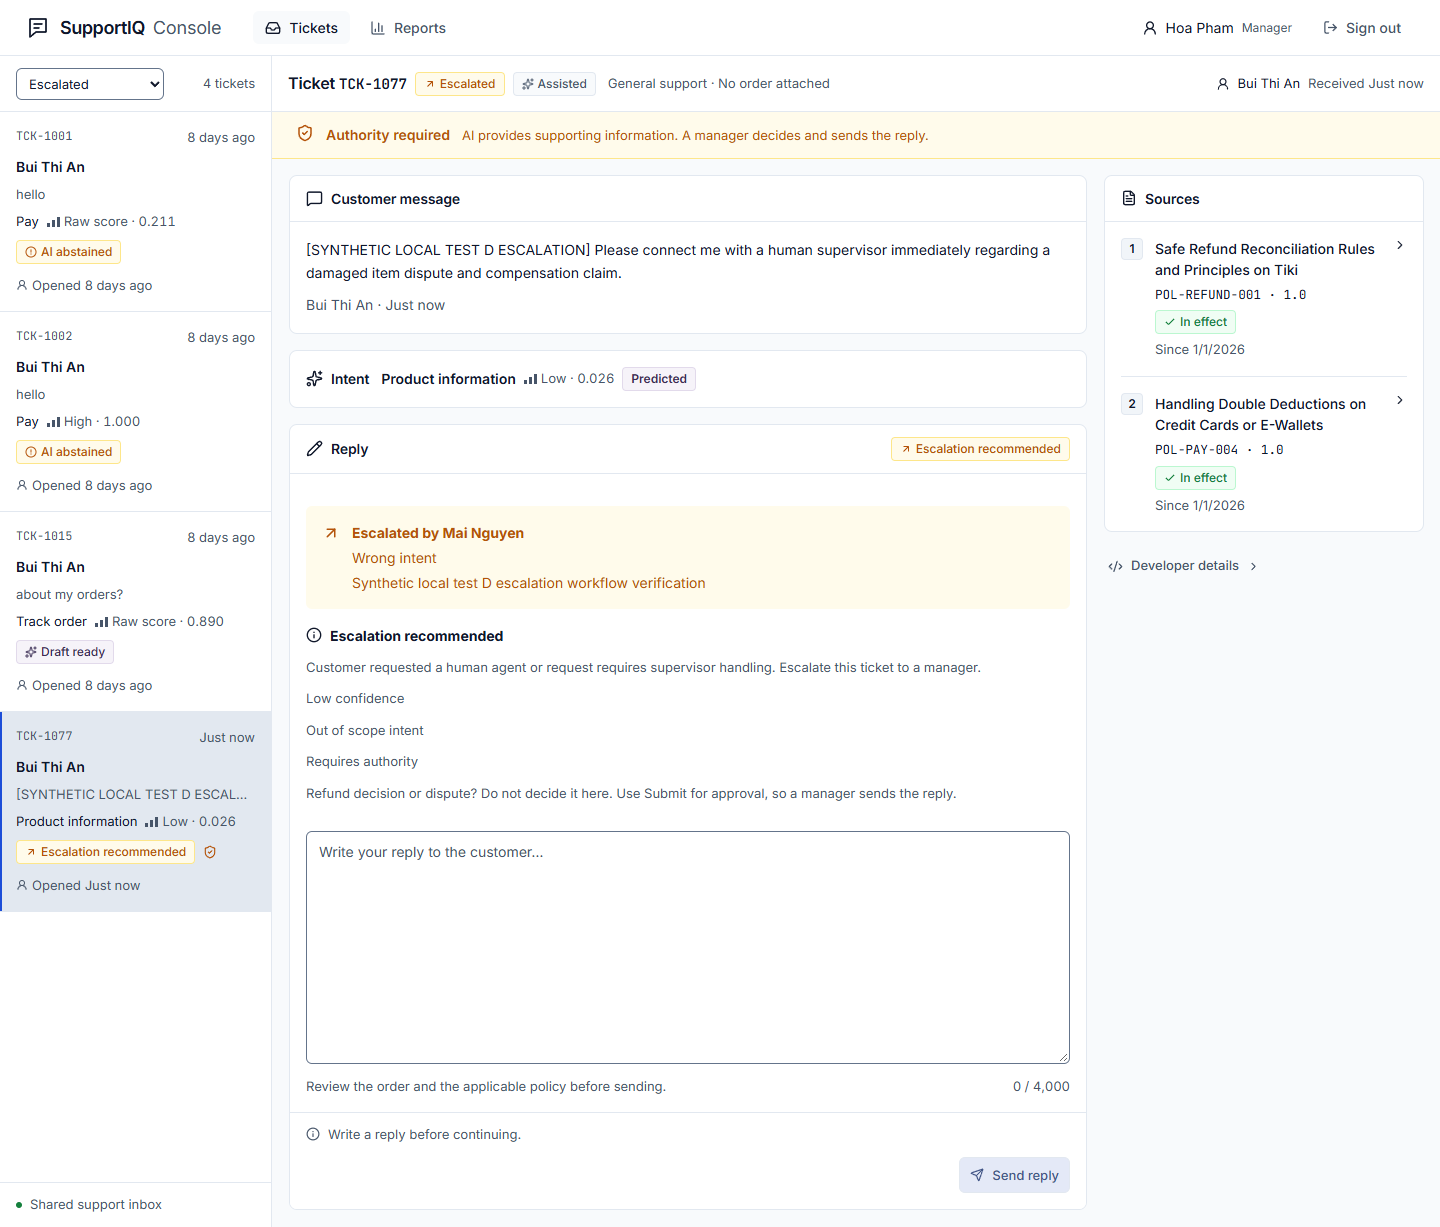 SupportIQ Console
Tickets
Reports
Hoa Pham Manager
Sign out
Escalated
4 tickets
TCK-1001
8 days ago
Bui Thi An
hello
Pay Raw score · 0.211
AI abstained
Opened 8 days ago
TCK-1002
8 days ago
Bui Thi An
hello
Pay High · 1.000
AI abstained
Opened 8 days ago
TCK-1015
8 days ago
Bui Thi An
about my orders?
Track order Raw score · 0.890
Draft ready
Opened 8 days ago
TCK-1077
Just now
Bui Thi An
[SYNTHETIC LOCAL TEST D ESCAL...
Product information Low · 0.026
Escalation recommended
Opened Just now
Shared support inbox
Ticket TCK-1077 Escalated Assisted General support · No order attached
Bui Thi An Received Just now
Authority required AI provides supporting information. A manager decides and sends the reply.
Customer message
[SYNTHETIC LOCAL TEST D ESCALATION] Please connect me with a human supervisor immediately regarding a
damaged item dispute and compensation claim.
Bui Thi An · Just now
Intent Product information Low · 0.026 Predicted
Reply
Escalation recommended
Escalated by Mai Nguyen
Wrong intent
Synthetic local test D escalation workflow verification
Escalation recommended
Customer requested a human agent or request requires supervisor handling. Escalate this ticket to a manager.
Low confidence
Out of scope intent
Requires authority
Refund decision or dispute? Do not decide it here. Use Submit for approval, so a manager sends the reply.
Write your reply to the customer...
Review the order and the applicable policy before sending.
0 / 4,000
Write a reply before continuing.
Send reply
Sources
1 Safe Refund Reconciliation Rules
and Principles on Tiki
POL-REFUND-001 · 1.0
In effect
Since 1/1/2026
2 Handling Double Deductions on
Credit Cards or E-Wallets
POL-PAY-004 · 1.0
In effect
Since 1/1/2026
Developer details